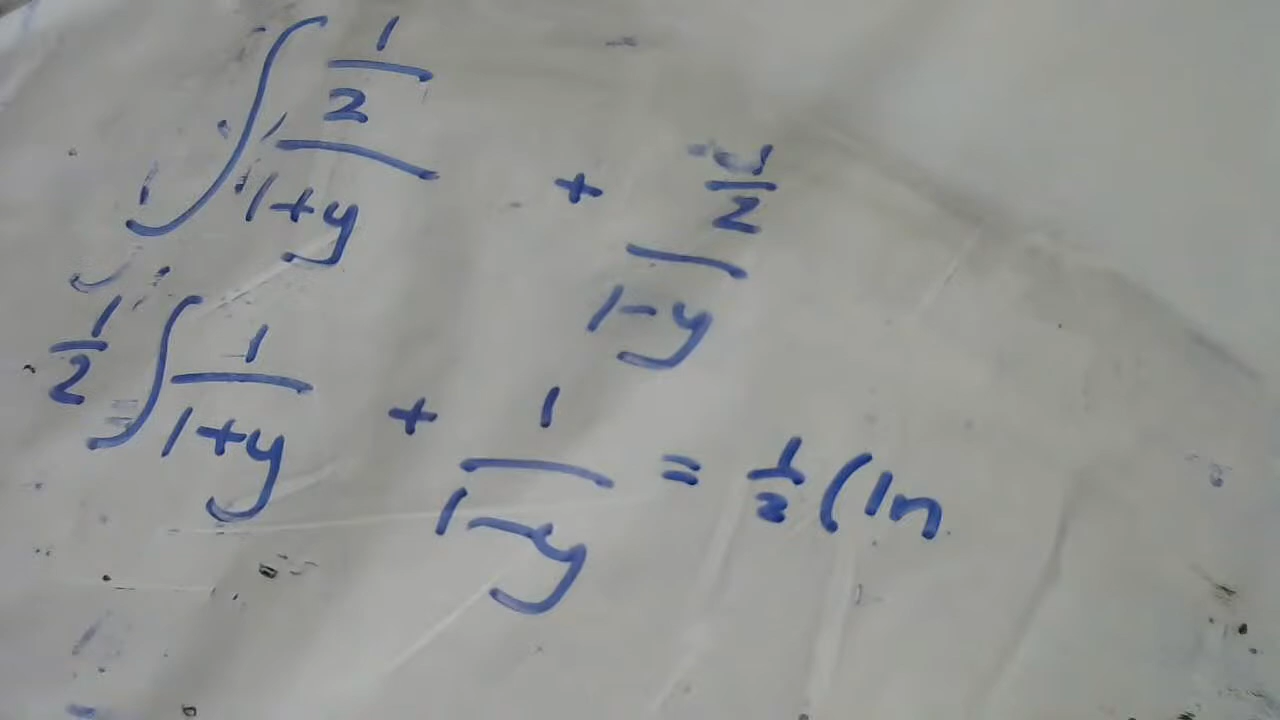 ∫ (1/2)/(1+y) + (1/2)/(1-y)
1/2 ∫ 1/(1+y) + 1/(1-y) = 1/2 (ln